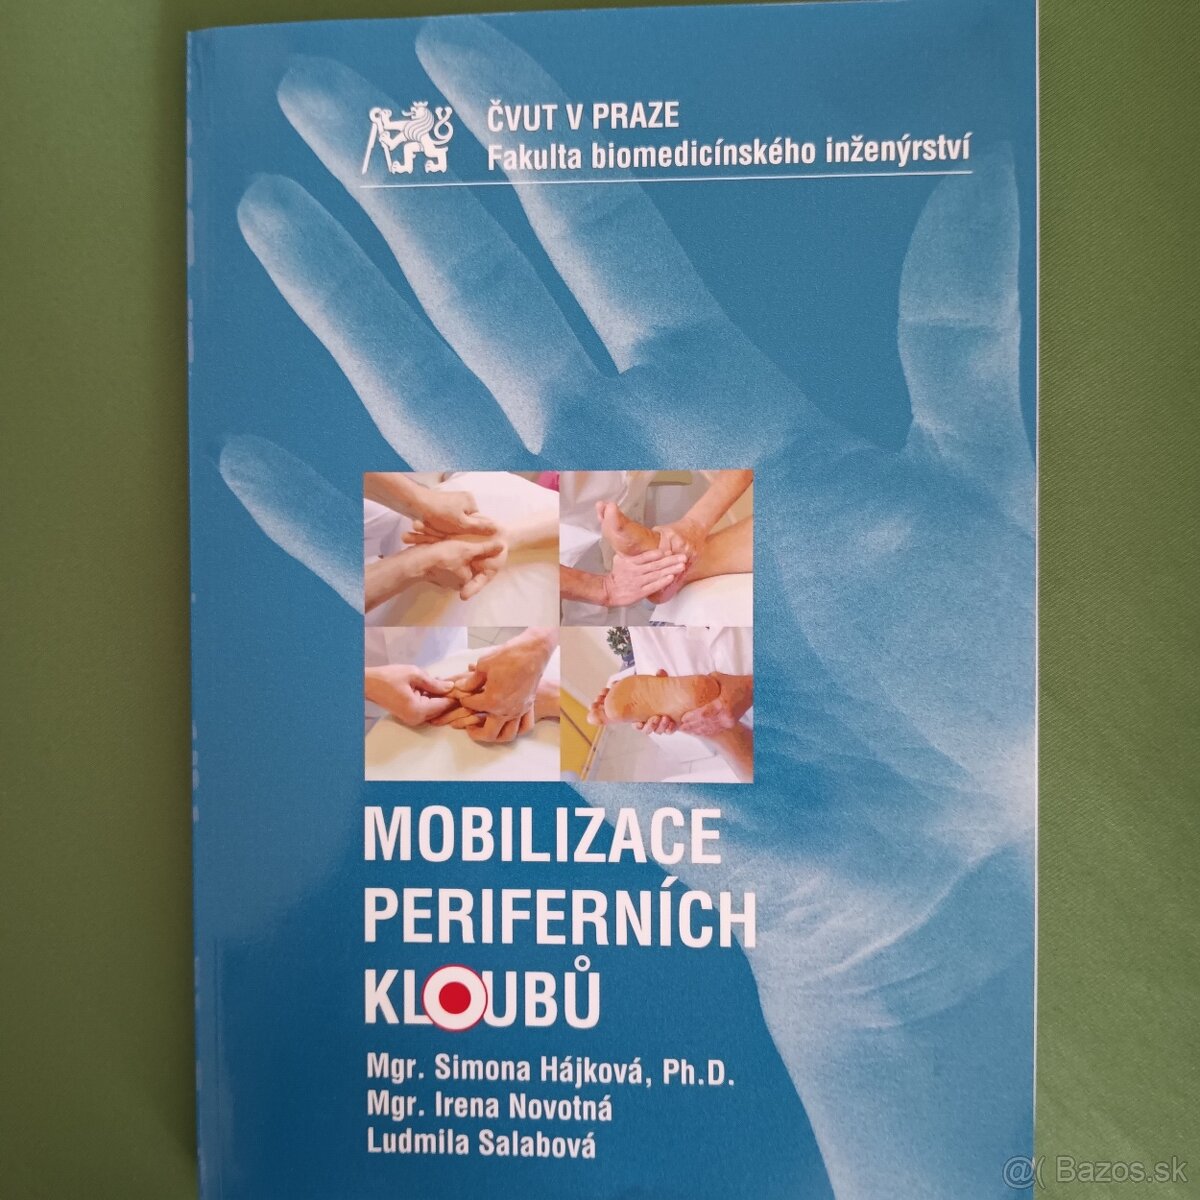 ČVUT V PRAZE
Fakulta biomedicínského inženýrství
MOBILIZACE
PERIFERNÍCH
KLOUBŮ
Mgr. Simona Hájková, Ph.D.
Mgr. Irena Novotná
Ludmila Salabová
@( Bazos.sk